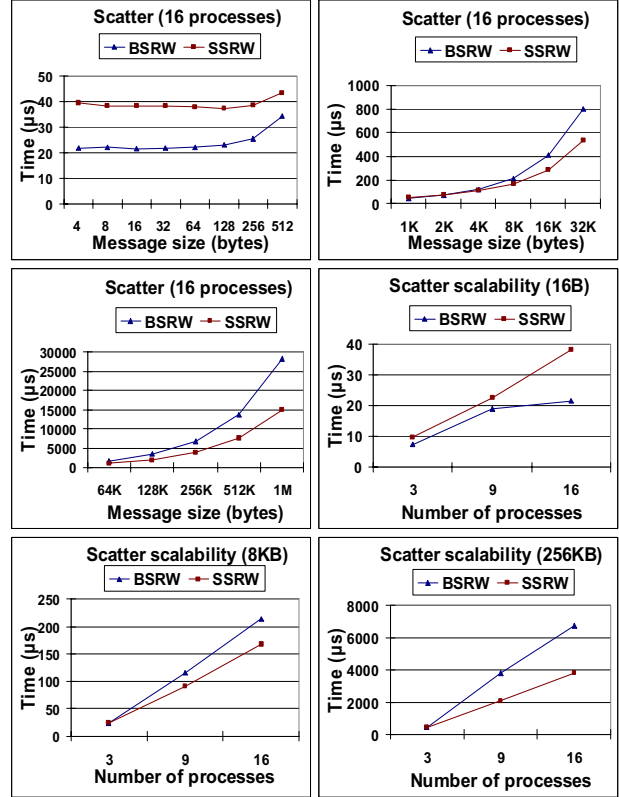 Scatter (16 processes)
BSRW SSRW
50
40
30
20
10
0
Time (µs)
4 8 16 32 64 128 256 512
Message size (bytes)
Scatter (16 processes)
BSRW SSRW
1000
800
600
400
200
0
Time (µs)
1K 2K 4K 8K 16K 32K
Message size (bytes)
Scatter (16 processes)
BSRW SSRW
30000
25000
20000
15000
10000
5000
0
Time (µs)
64K 128K 256K 512K 1M
Message size (bytes)
Scatter scalability (16B)
BSRW SSRW
40
30
20
10
0
Time (µs)
3 9 16
Number of processes
Scatter scalability (8KB)
BSRW SSRW
250
200
150
100
50
0
Time (µs)
3 9 16
Number of processes
Scatter scalability (256KB)
BSRW SSRW
8000
6000
4000
2000
0
Time (µs)
3 9 16
Number of processes